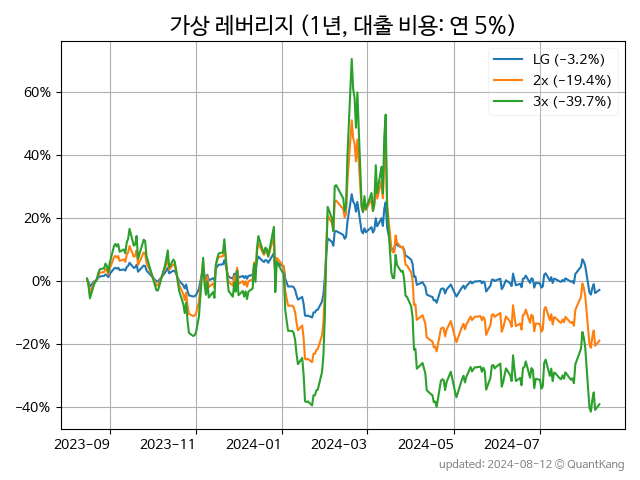 가상 레버리지 (1년, 대출 비용: 연 5%)
LG (−3.2%)
2x (−19.4%)
3x (−39.7%)
60%
40%
20%
0%
−20%
−40%
2023-09 2023-11 2024-01 2024-03 2024-05 2024-07
updated: 2024-08-12 © QuantKang